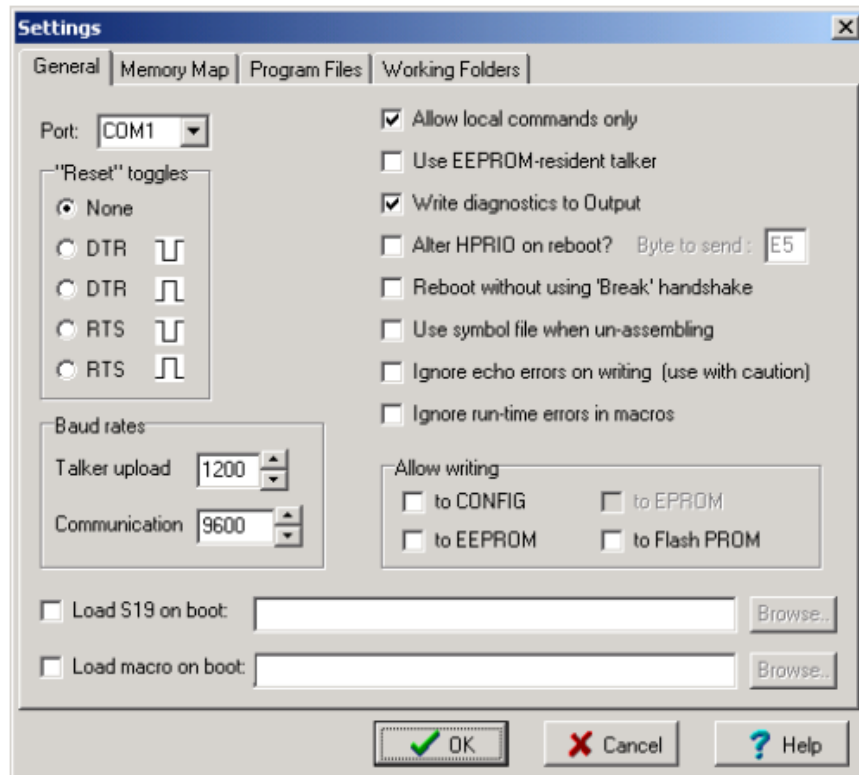 Settings
General Memory Map Program Files Working Folders
Port: COM1
"Reset" toggles
None
DTR
DTR
RTS
RTS
Baud rates
Talker upload 1200
Communication 9600
Allow local commands only
Use EEPROM-resident talker
Write diagnostics to Output
Alter HPRIO on reboot? Byte to send : E5
Reboot without using 'Break' handshake
Use symbol file when un-assembling
Ignore echo errors on writing (use with caution)
Ignore run-time errors in macros
Allow writing
to CONFIG to EPROM
to EEPROM to Flash PROM
Load S19 on boot: Browse..
Load macro on boot: Browse..
OK Cancel Help